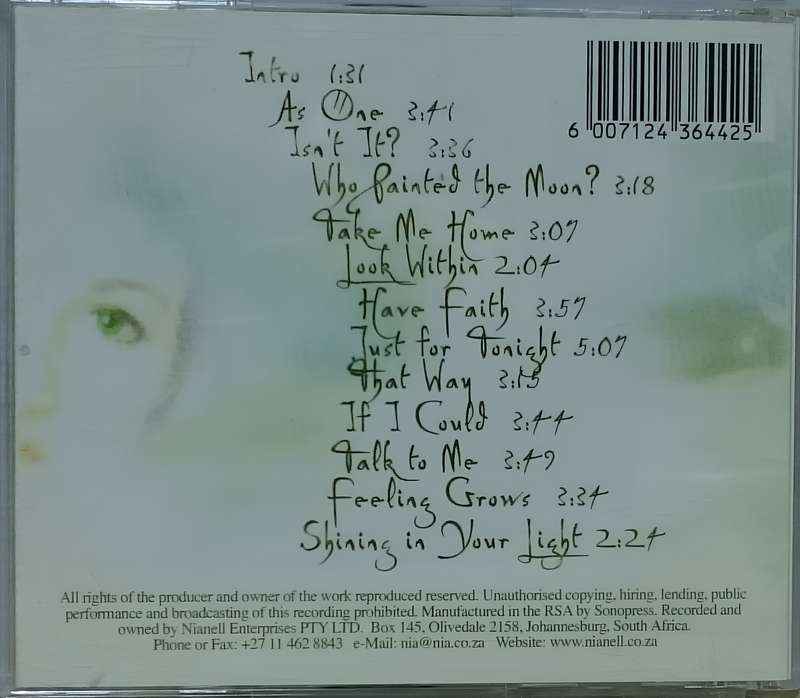 Intro 1:31
As One 3:41
Isn't It? 3:36
Who Painted the Moon? 3:18
Take Me Home 3:07
Look Within 2:04
Have Faith 3:57
Just for Tonight 5:07
That Way 3:15
If I Could 3:44
Talk to Me 3:49
Feeling Grows 3:34
Shining in Your Light 2:24
6 007124 364425
All rights of the producer and owner of the work reproduced reserved. Unauthorised copying, hiring, lending, public
performance and broadcasting of this recording prohibited. Manufactured in the RSA by Sonopress. Recorded and
owned by Nianell Enterprises PTY LTD. Box 145, Olivedale 2158, Johannesburg, South Africa.
Phone or Fax: +27 11 462 8843 e-Mail: nia@nia.co.za Website: www.nianell.co.za